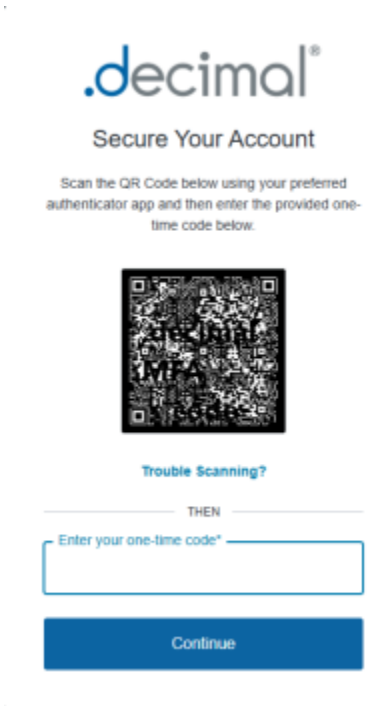 .decimal®
Secure Your Account
Scan the QR Code below using your preferred
authenticator app and then enter the provided one-
time code below.
decimal
MFA
code
Trouble Scanning?
THEN
Enter your one-time code*
Continue